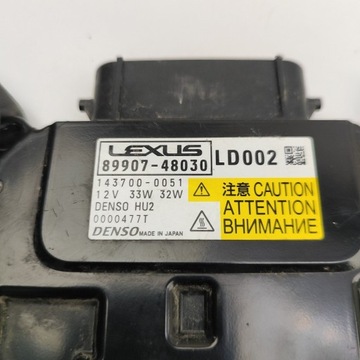 LEXUS
89907-48030 LD002
143700-0051
12V 33W 32W
DENSO HU2
0000477T
DENSO MADE IN JAPAN
注意 CAUTION
ATTENTION
ВНИМАНИЕ